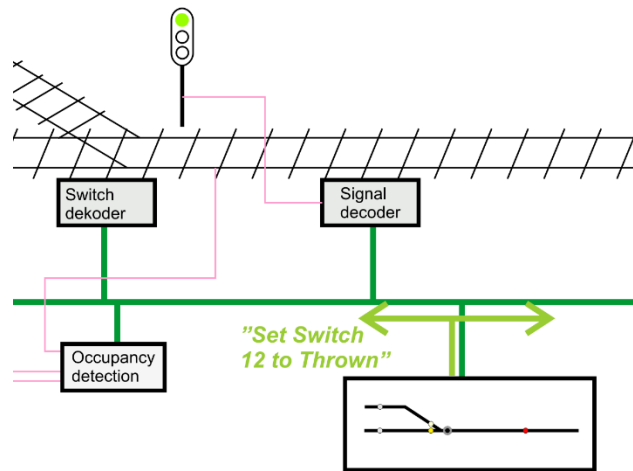 Switch
dekoder
Signal
decoder
”Set Switch
12 to Thrown”
Occupancy
detection